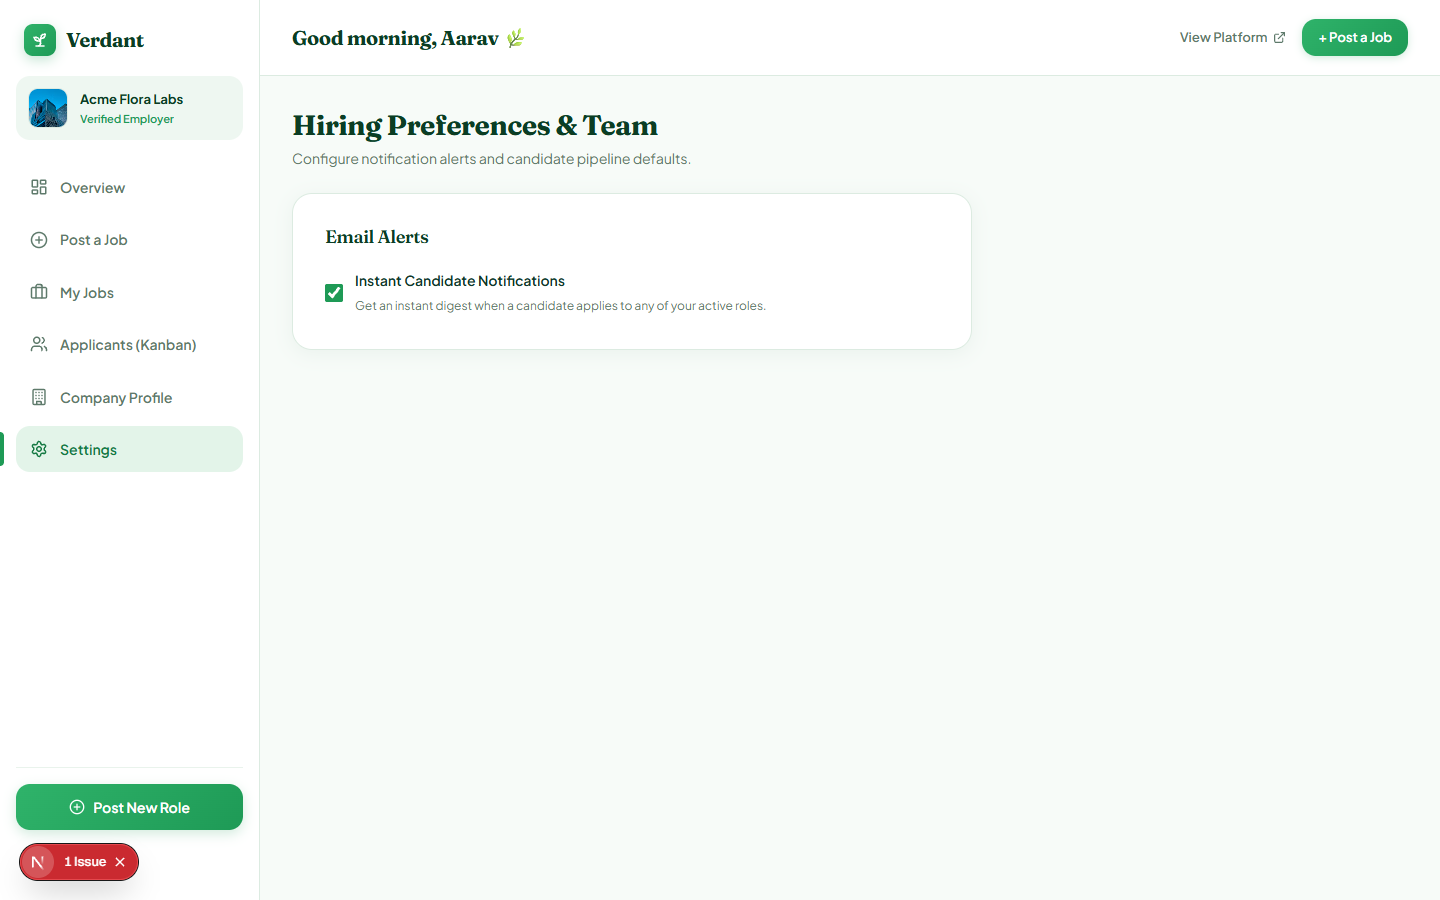 Verdant
Acme Flora Labs
Verified Employer
Overview
Post a Job
My Jobs
Applicants (Kanban)
Company Profile
Settings
Post New Role
N
1 Issue
Good morning, Aarav
View Platform
+ Post a Job
Hiring Preferences & Team
Configure notification alerts and candidate pipeline defaults.
Email Alerts
Instant Candidate Notifications
Get an instant digest when a candidate applies to any of your active roles.